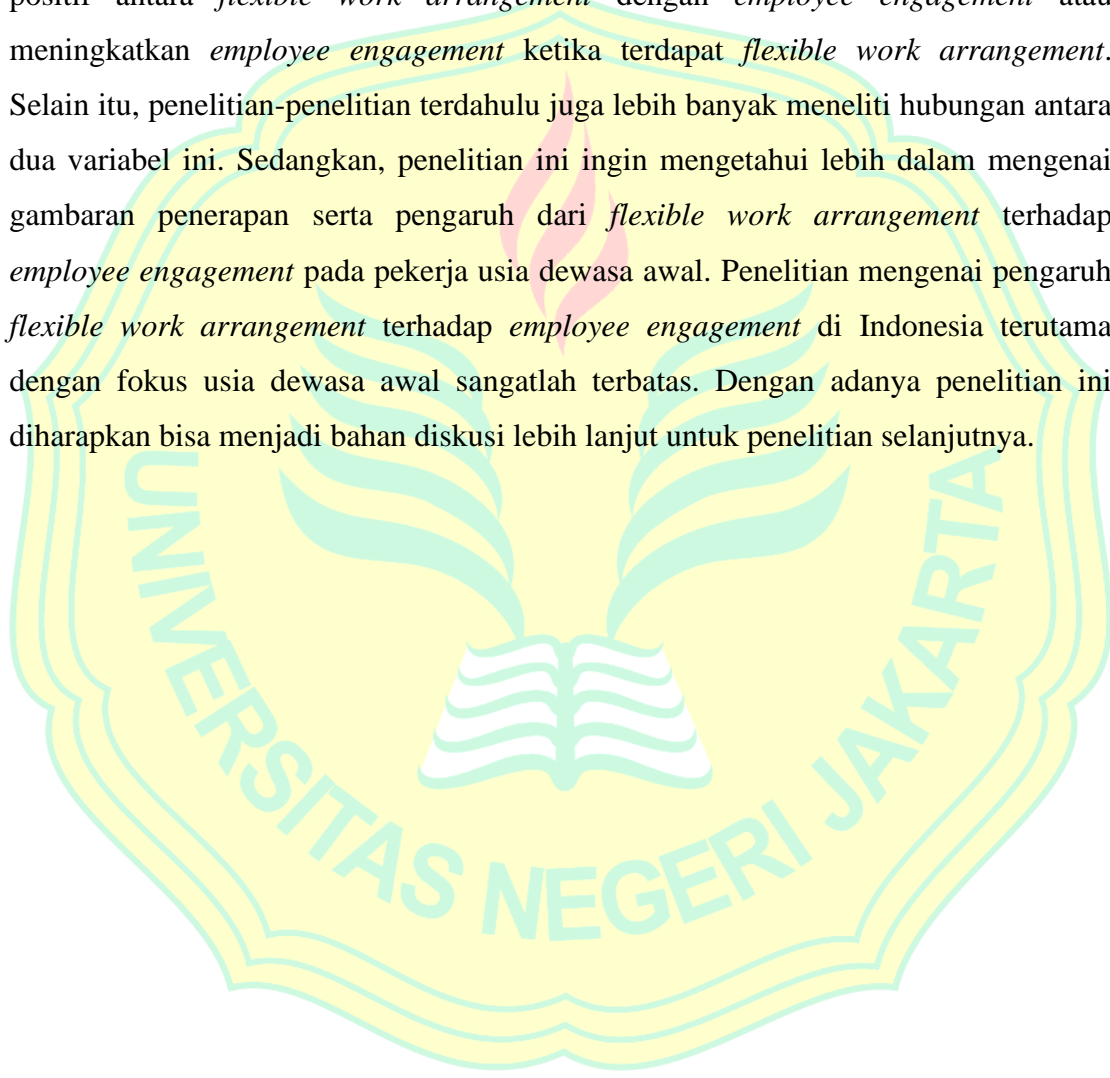 positif antara flexible work arrangement dengan employee engagement atau
meningkatkan employee engagement ketika terdapat flexible work arrangement.
Selain itu, penelitian-penelitian terdahulu juga lebih banyak meneliti hubungan antara
dua variabel ini. Sedangkan, penelitian ini ingin mengetahui lebih dalam mengenai
gambaran penerapan serta pengaruh dari flexible work arrangement terhadap
employee engagement pada pekerja usia dewasa awal. Penelitian mengenai pengaruh
flexible work arrangement terhadap employee engagement di Indonesia terutama
dengan fokus usia dewasa awal sangatlah terbatas. Dengan adanya penelitian ini
diharapkan bisa menjadi bahan diskusi lebih lanjut untuk penelitian selanjutnya.
UNIVERSITAS NEGERI JAKARTA